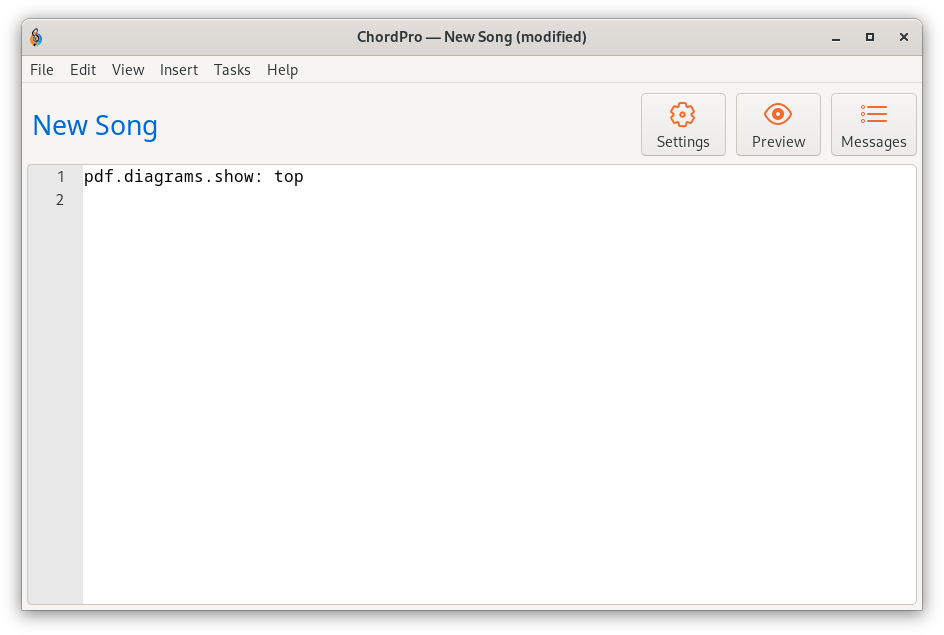 ChordPro — New Song (modified)
File Edit View Insert Tasks Help
New Song
Settings Preview Messages
1 pdf.diagrams.show: top
2